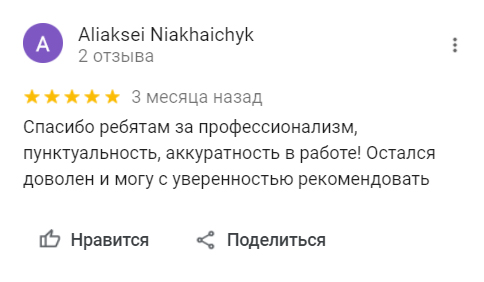 A
Aliaksei Niakhaichyk
2 отзыва
3 месяца назад
Спасибо ребятам за профессионализм,
пунктуальность, аккуратность в работе! Остался
доволен и могу с уверенностью рекомендовать
Нравится Поделиться